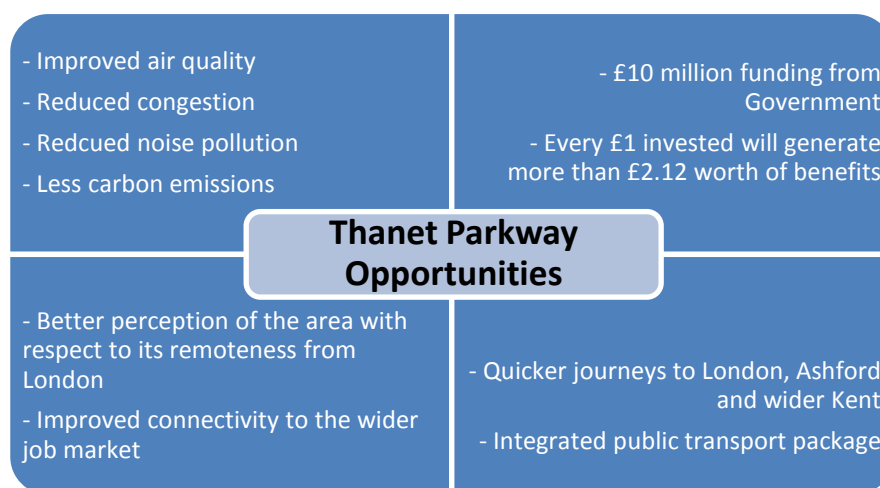 - Improved air quality
- Reduced congestion
- Redcued noise pollution
- Less carbon emissions
- £10 million funding from
Government
- Every £1 invested will generate
more than £2.12 worth of benefits
Thanet Parkway
Opportunities
- Better perception of the area with
respect to its remoteness from
London
- Improved connectivity to the wider
job market
- Quicker journeys to London, Ashford
and wider Kent
- Integrated public transport package